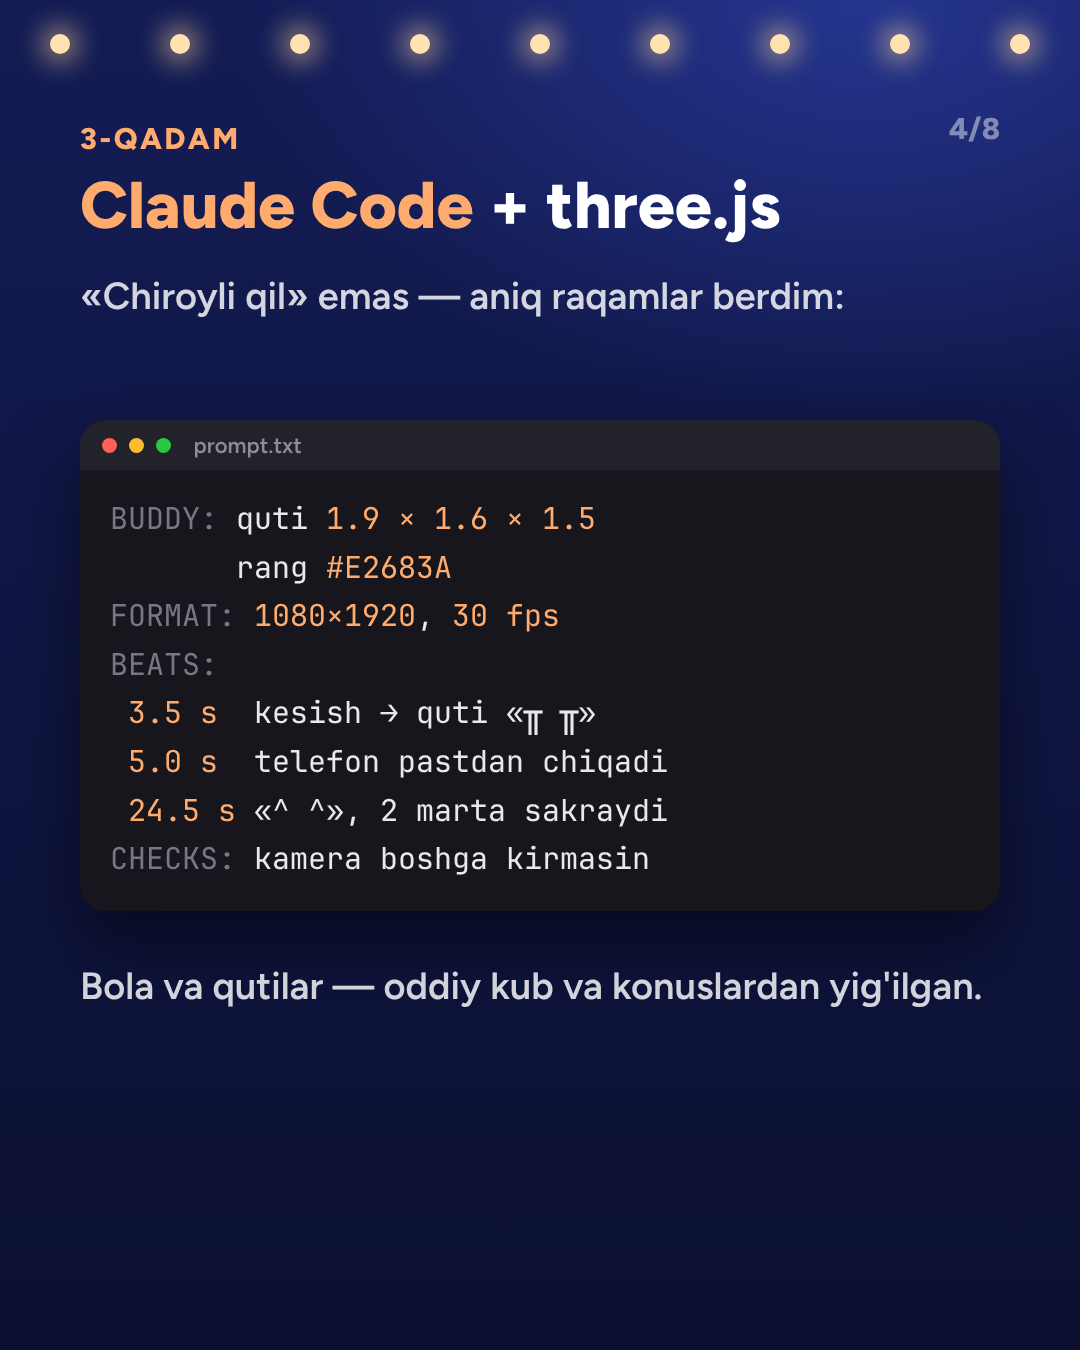 3-QADAM
4/8
Claude Code + three.js
«Chiroyli qil» emas — aniq raqamlar berdim:
prompt.txt
BUDDY: quti 1.9 × 1.6 × 1.5
rang #E2683A
FORMAT: 1080×1920, 30 fps
BEATS:
3.5 s kesish → quti «╥ ╥»
5.0 s telefon pastdan chiqadi
24.5 s «^ ^», 2 marta sakraydi
CHECKS: kamera boshga kirmasin
Bola va qutilar — oddiy kub va konuslardan yig'ilgan.